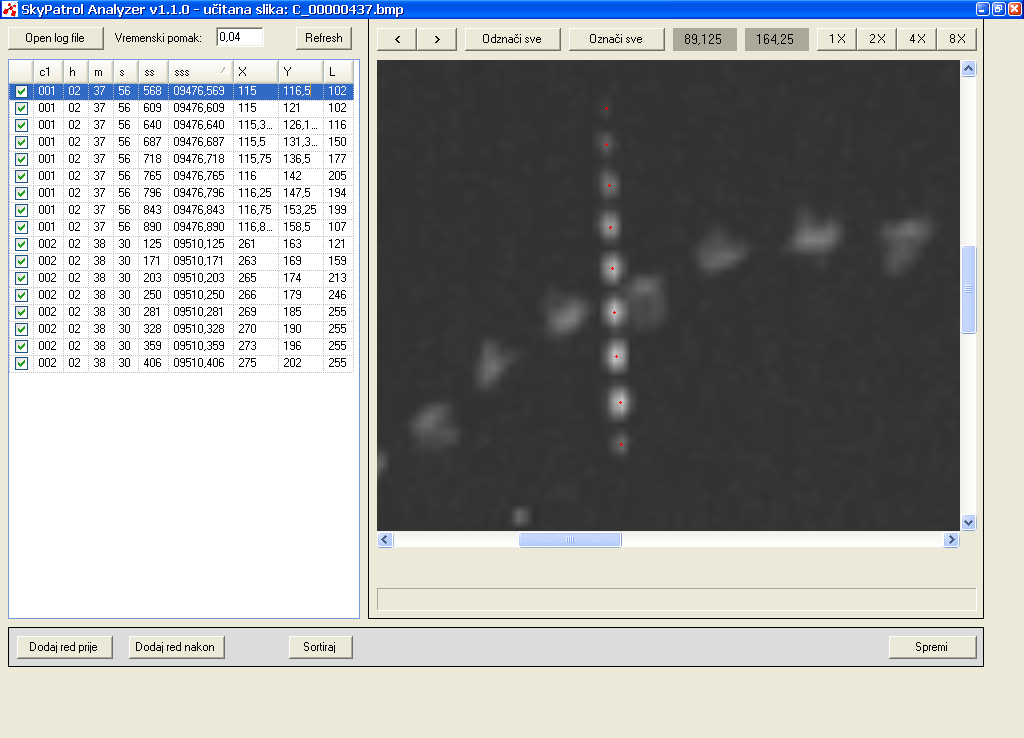 SkyPatrol Analyzer v1.1.0 - učitana slika: C_00000437.bmp
Open log file Vremenski pomak: 0,04 Refresh < > Odznači sve Označi sve 89,125 164,25 1X 2X 4X 8X
c1 h m s ss sss X Y L
001 02 37 56 568 09476,569 115 116,5 102
001 02 37 56 609 09476,609 115 121 102
001 02 37 56 640 09476,640 115,3... 126,1... 116
001 02 37 56 687 09476,687 115,5 131,3... 150
001 02 37 56 718 09476,718 115,75 136,5 177
001 02 37 56 765 09476,765 116 142 205
001 02 37 56 796 09476,796 116,25 147,5 194
001 02 37 56 843 09476,843 116,75 153,25 199
001 02 37 56 890 09476,890 116,8... 158,5 107
002 02 38 30 125 09510,125 261 163 121
002 02 38 30 171 09510,171 263 169 159
002 02 38 30 203 09510,203 265 174 213
002 02 38 30 250 09510,250 266 179 246
002 02 38 30 281 09510,281 269 185 255
002 02 38 30 328 09510,328 270 190 255
002 02 38 30 359 09510,359 273 196 255
002 02 38 30 406 09510,406 275 202 255
Dodaj red prije Dodaj red nakon Sortiraj Spremi